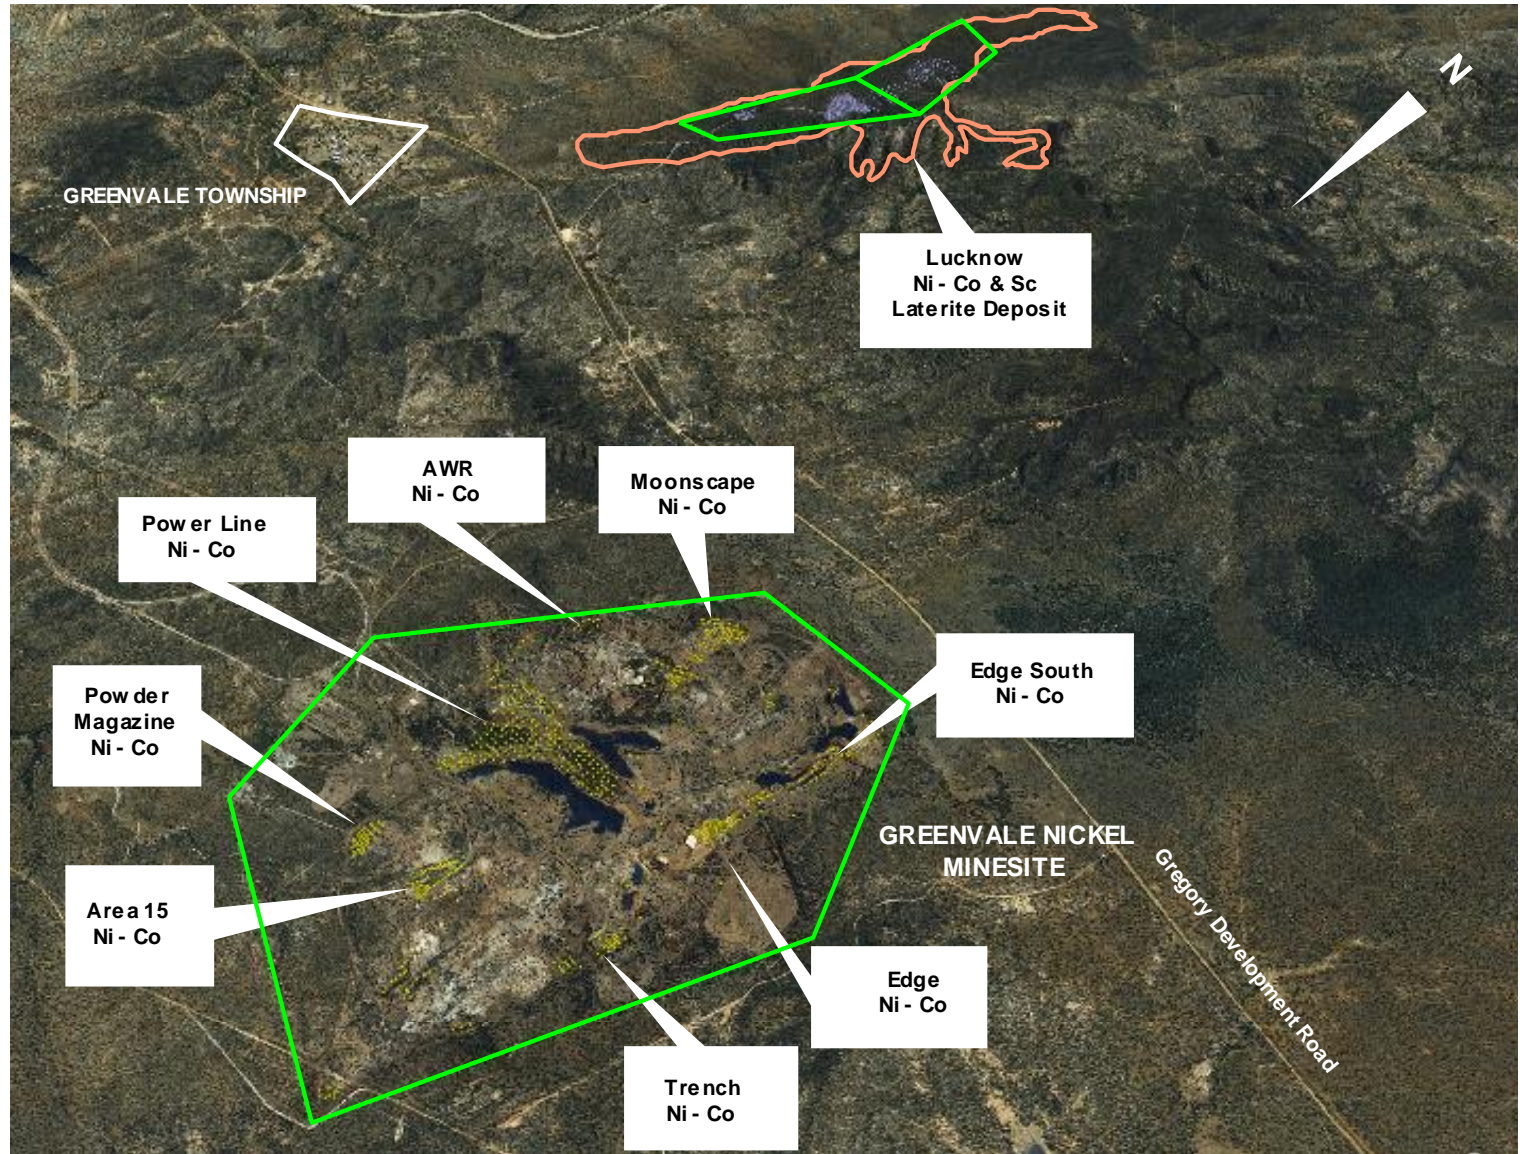 N
GREENVALE TOWNSHIP
Lucknow
Ni - Co & Sc
Laterite Deposit
AWR
Ni - Co
Moonscape
Ni - Co
Power Line
Ni - Co
Edge South
Ni - Co
Powder
Magazine
Ni - Co
GREENVALE NICKEL
MINESITE
Gregory Development Road
Area 15
Ni - Co
Edge
Ni - Co
Trench
Ni - Co